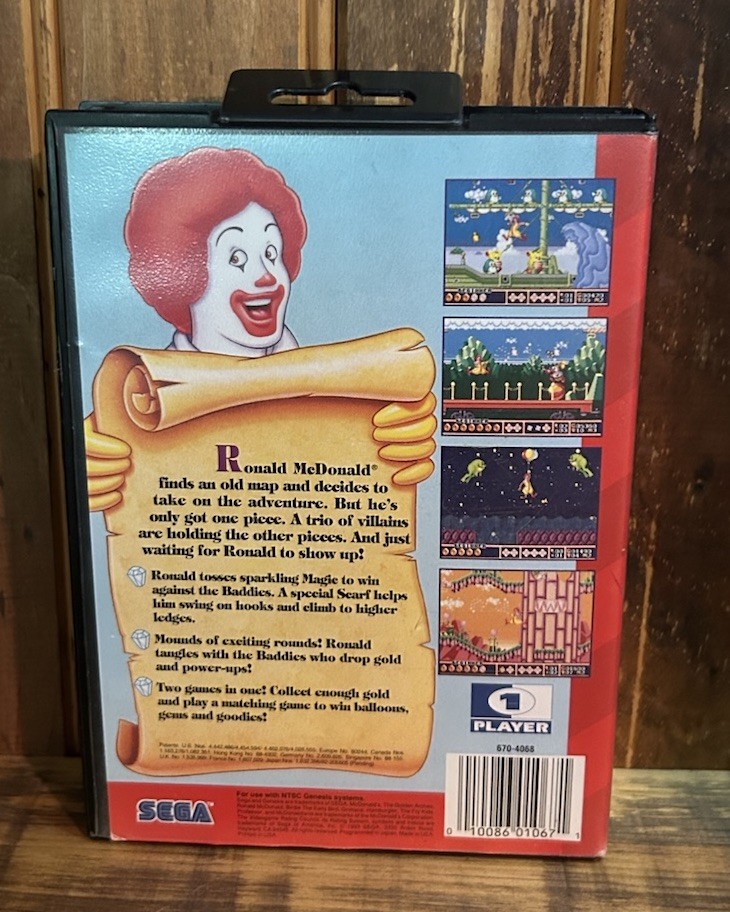 Ronald McDonald®
finds an old map and decides to
take on the adventure. But he's
only got one piece. A trio of villains
are holding the other pieces. And just
waiting for Ronald to show up!
Ronald tosses sparkling Magic to win
against the Baddies. A special Scarf helps
him swing on hooks and climb to higher
ledges.
Mounds of exciting rounds! Ronald
tangles with the Baddies who drop gold
and power-ups!
Two games in one! Collect enough gold
and play a matching game to win balloons,
gems and goodies!
1
PLAYER
670-4068
0 10086 01067 1
SEGA™
For use with NTSC Genesis systems.